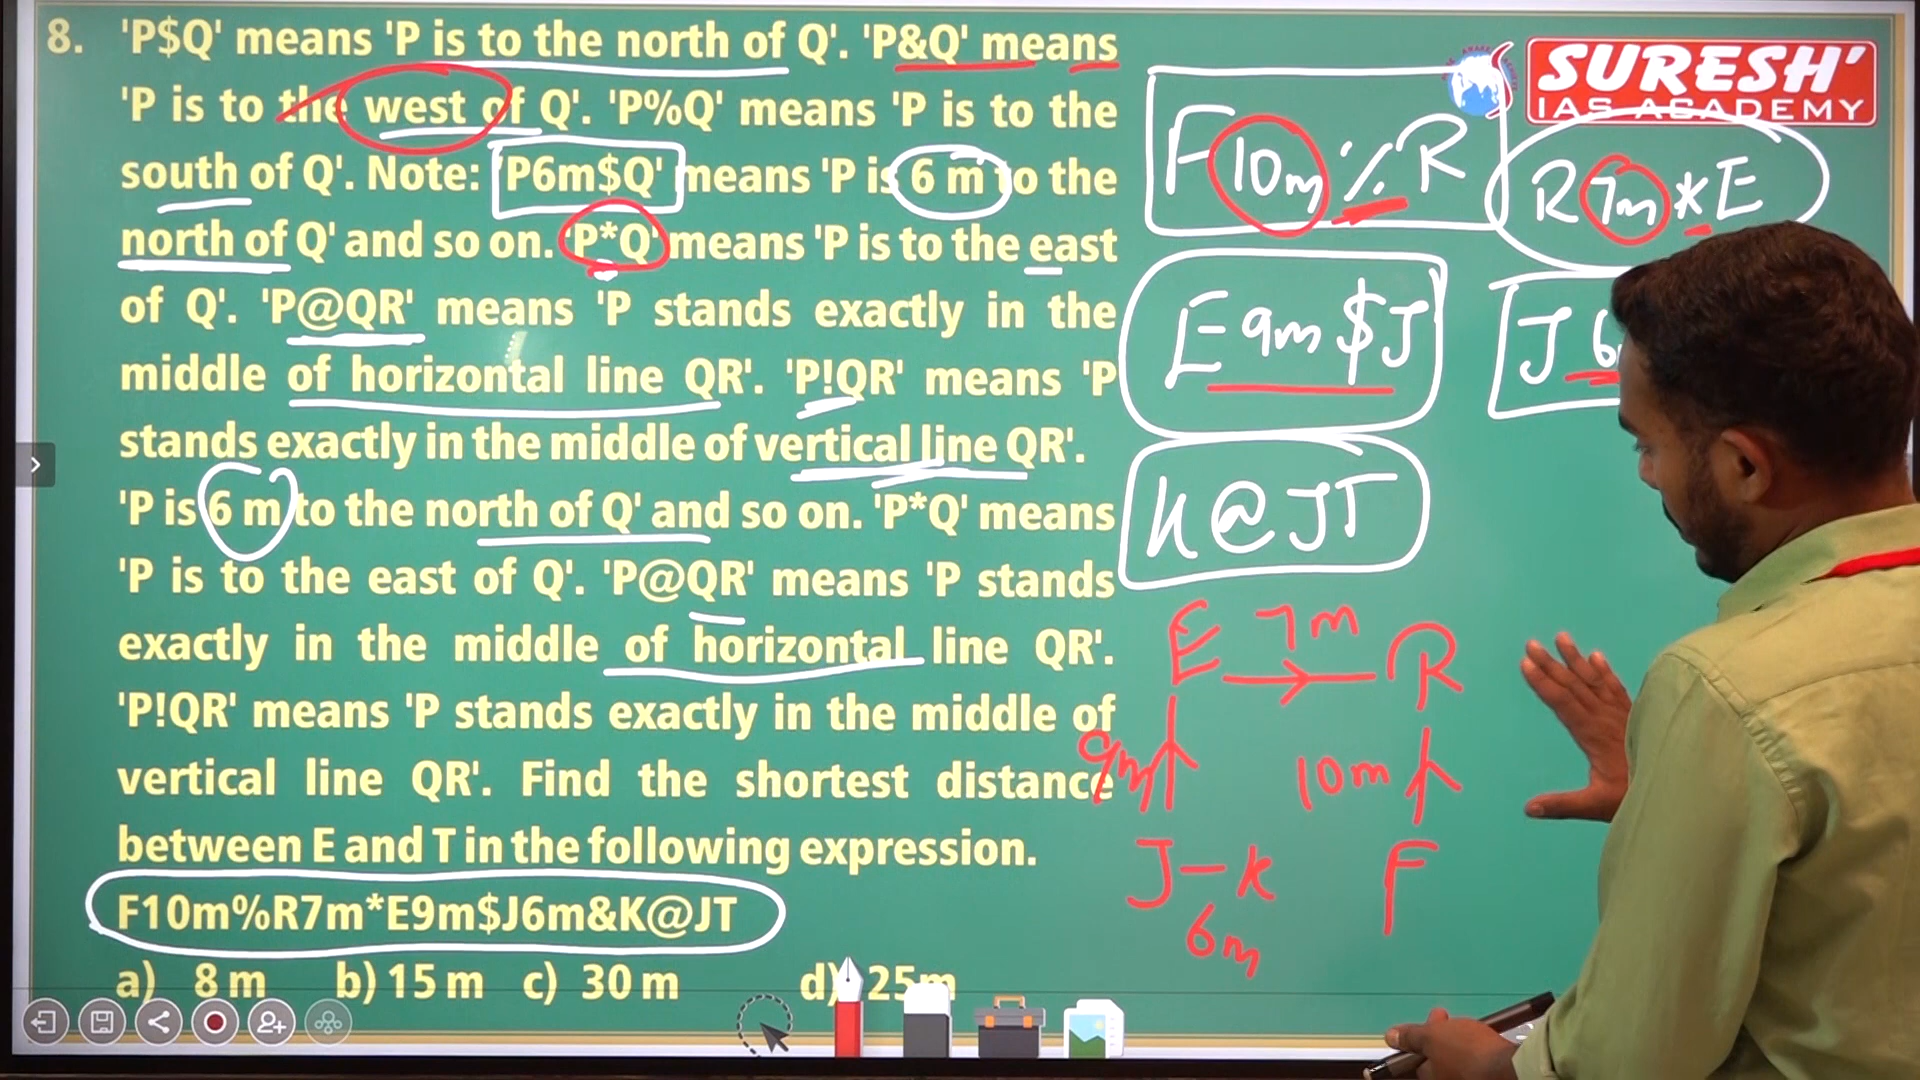 8. 'P$Q' means 'P is to the north of Q'. 'P&Q' means
'P is to the west of Q'. 'P%Q' means 'P is to the
south of Q'. Note: 'P6m$Q' means 'P is 6 m to the
north of Q' and so on. 'P*Q' means 'P is to the east
of Q'. 'P@QR' means 'P stands exactly in the
middle of horizontal line QR'. 'P!QR' means 'P
stands exactly in the middle of vertical line QR'.
'P is 6 m to the north of Q' and so on. 'P*Q' means
'P is to the east of Q'. 'P@QR' means 'P stands
exactly in the middle of horizontal line QR'.
'P!QR' means 'P stands exactly in the middle of
vertical line QR'. Find the shortest distance
between E and T in the following expression.
F10m%R7m*E9m$J6m&K@JT
a) 8 m b) 15 m c) 30 m d) 25m
SURESH'
IAS ACADEMY
F 10m % R
R 7m * E
E 9m $ J
J 6
K @ JT
E 7m R
9m 10m
J - K F
6m